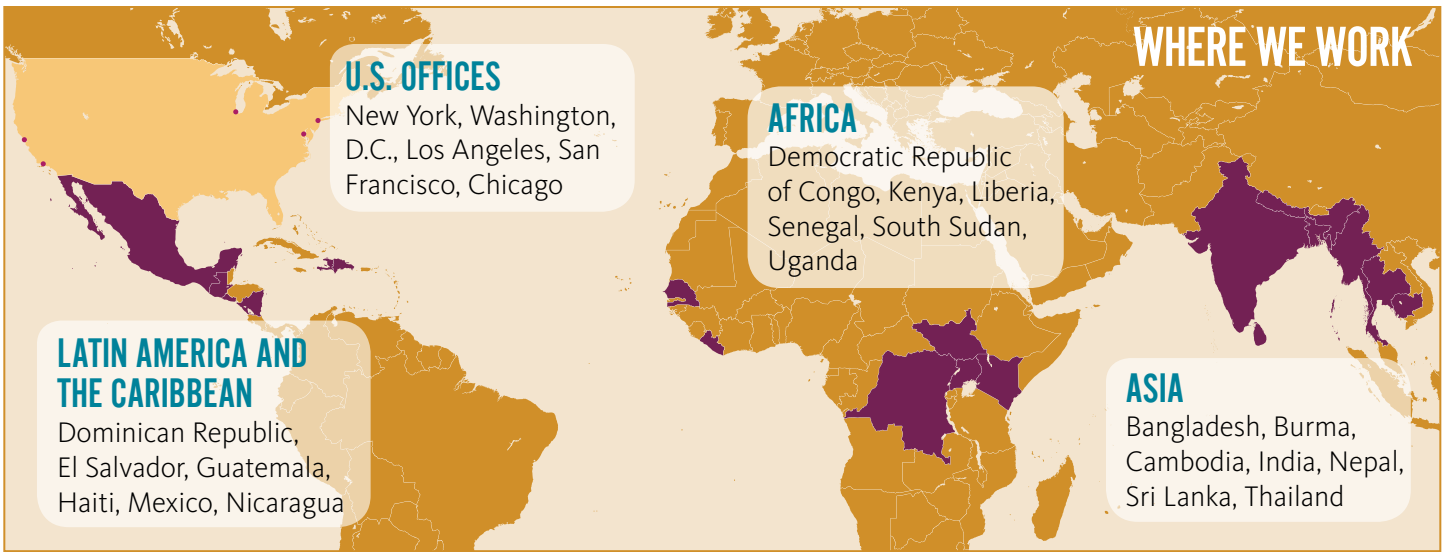 WHERE WE WORK
U.S. OFFICES
New York, Washington,
D.C., Los Angeles, San
Francisco, Chicago
AFRICA
Democratic Republic
of Congo, Kenya, Liberia,
Senegal, South Sudan,
Uganda
LATIN AMERICA AND
THE CARIBBEAN
Dominican Republic,
El Salvador, Guatemala,
Haiti, Mexico, Nicaragua
ASIA
Bangladesh, Burma,
Cambodia, India, Nepal,
Sri Lanka, Thailand